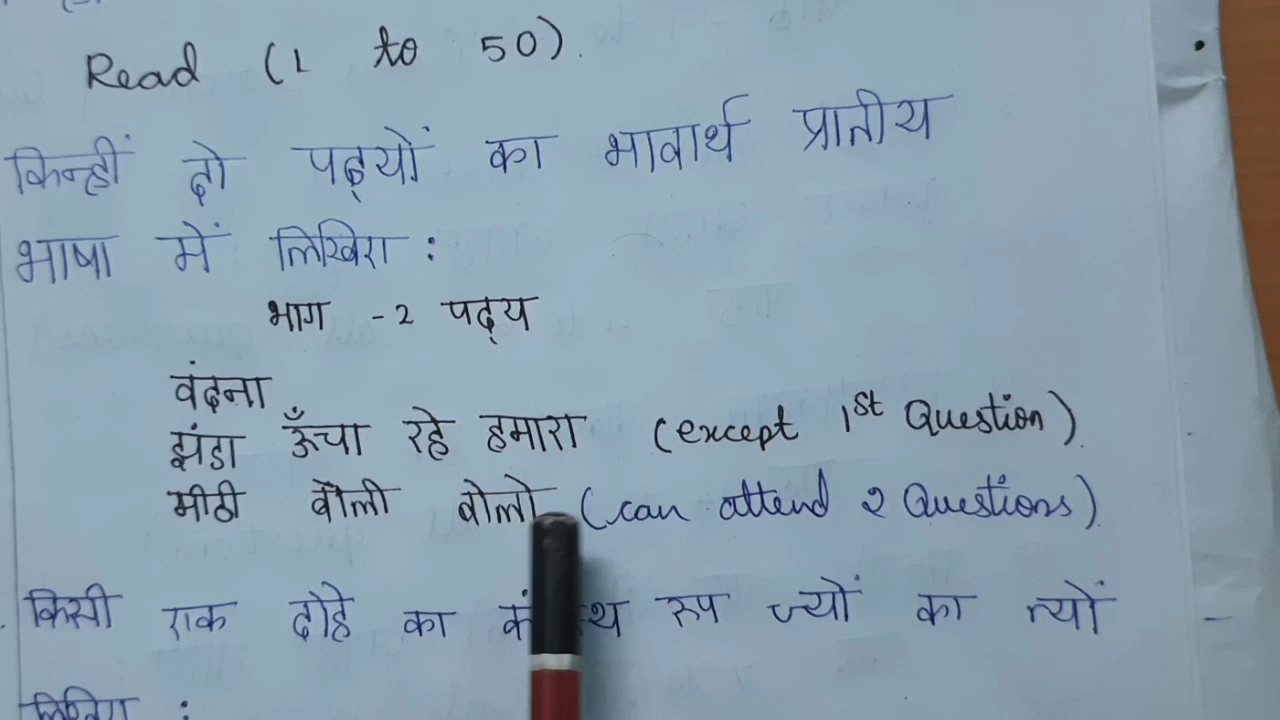 Read (1 to 50).
किन्हीं दो पद्यों का भावार्थ प्रातीय
भाषा में लिखिए :
भाग - 2 पद्य
वंदना
झंडा ऊँचा रहे हमारा (except 1st Question)
मीठी बोली बोलो (can attend 2 Questions)
किसी एक दोहे का रूप ज्यों का त्यों -
लिखिए :